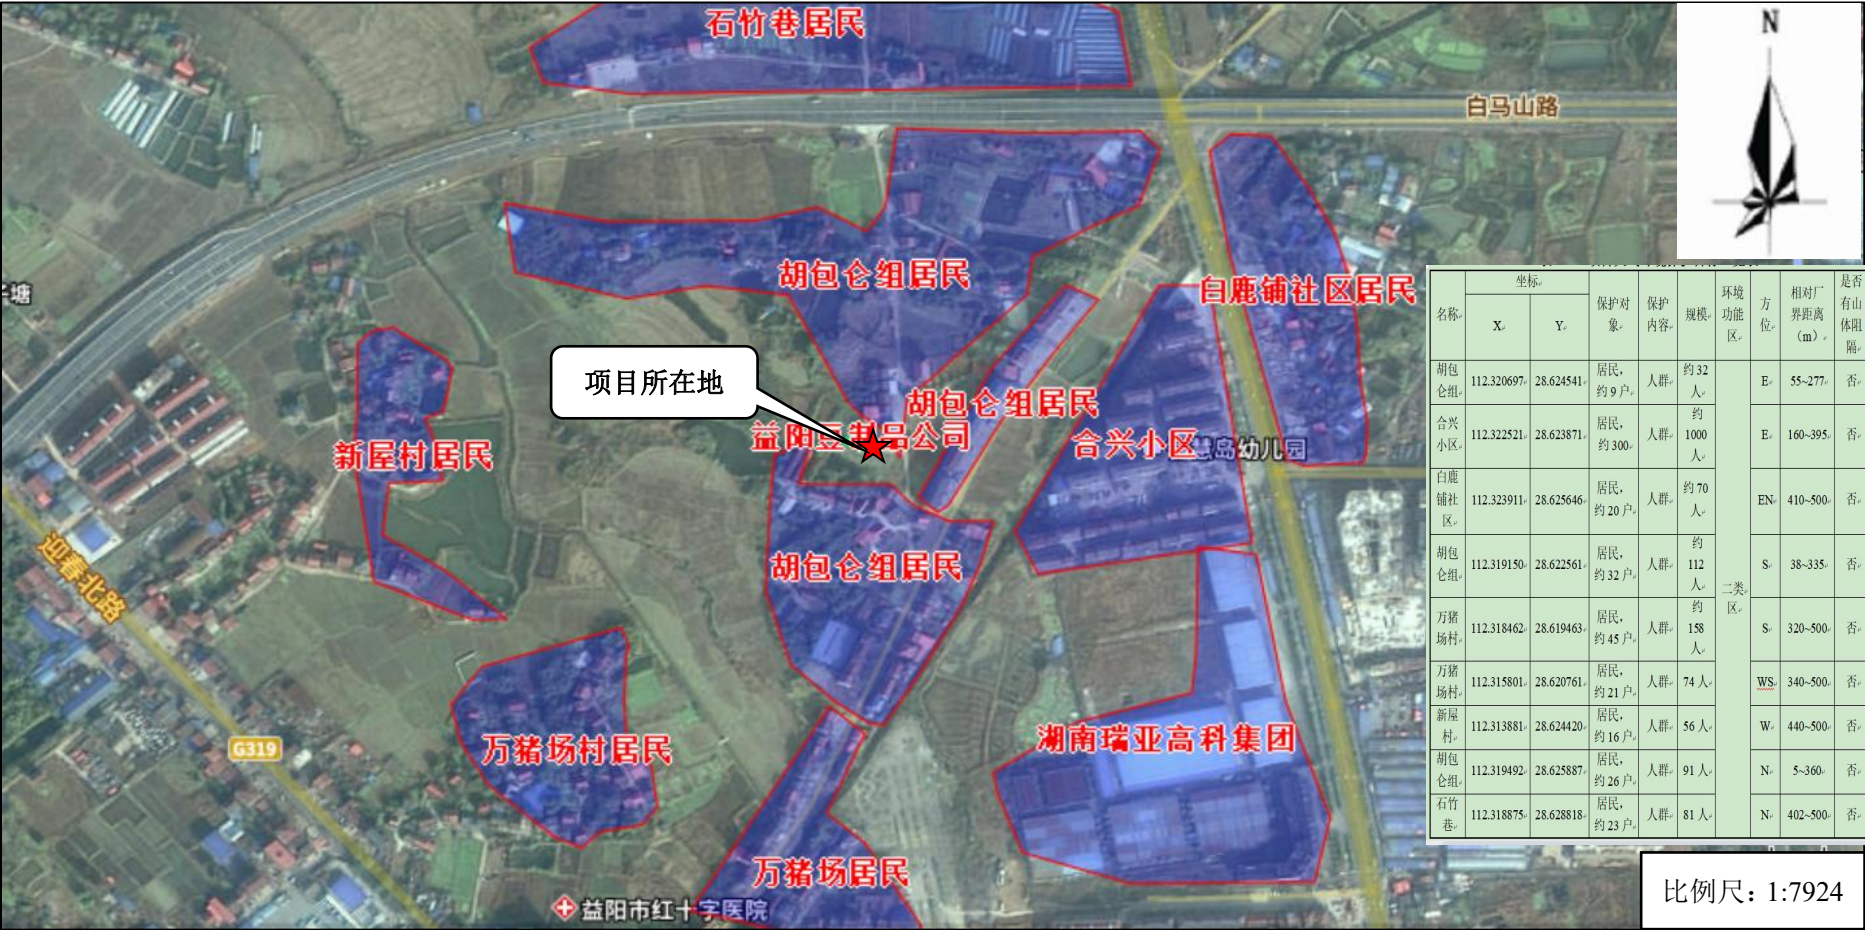 石竹巷居民
N
白马山路
胡包仑组居民
白鹿铺社区居民
项目所在地
胡包仑组居民
益阳豆
品公司
合兴小区
岛幼儿园
新屋村居民
迎春北路
胡包仑组居民
G319
万猪场村居民
湖南瑞亚高科集团
万猪场居民
益阳市红十字医院
名称 坐标 保护对象 保护内容 规模 环境功能区 方位 相对厂界距离(m) 是否有山体阻隔
X Y
胡包仑组 112.320697 28.624541 居民,约9户 人群 约32人 二类区 E 55~277 否
合兴小区 112.322521 28.623871 居民,约300 人群 约1000人 E 160~395 否
白鹿铺社区 112.323911 28.625646 居民,约20户 人群 约70人 EN 410~500 否
胡包仑组 112.319150 28.622561 居民,约32户 人群 约112人 S 38~335 否
万猪场村 112.318462 28.619463 居民,约45户 人群 约158人 S 320~500 否
万猪场村 112.315801 28.620761 居民,约21户 人群 74人 WS 340~500 否
新屋村 112.313881 28.624420 居民,约16户 人群 56人 W 440~500 否
胡包仑组 112.319492 28.625887 居民,约26户 人群 91人 N 5~360 否
石竹巷 112.318875 28.628818 居民,约23户 人群 81人 N 402~500 否
比例尺：1:7924